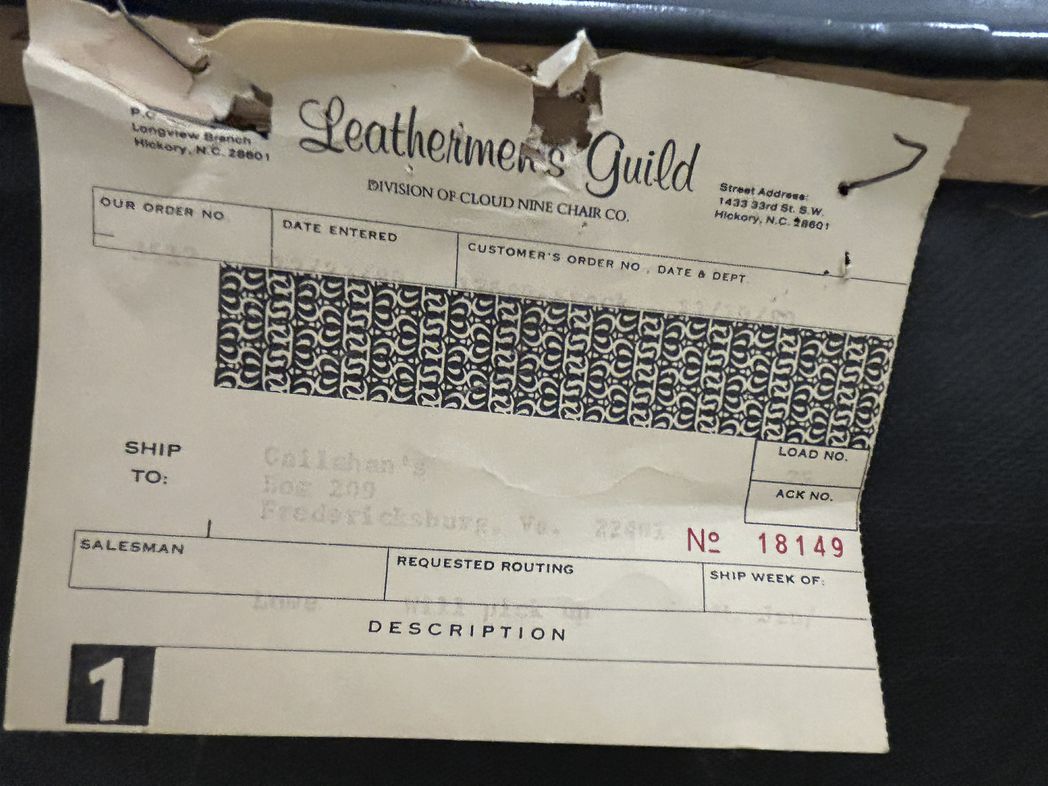 Leathermen's Guild
DIVISION OF CLOUD NINE CHAIR CO.
P.O.
Longview Branch
Hickory, N.C. 28601
Street Address:
1433 33rd St. S.W.
Hickory, N.C. 28601
OUR ORDER NO.
DATE ENTERED
CUSTOMER'S ORDER NO., DATE & DEPT.
SHIP
TO:
Callahan's
Box 209
Fredericksburg, Va. 22401
LOAD NO.
ACK NO.
Nº 18149
SALESMAN
REQUESTED ROUTING
SHIP WEEK OF:
Lowe Will pick up
DESCRIPTION
1